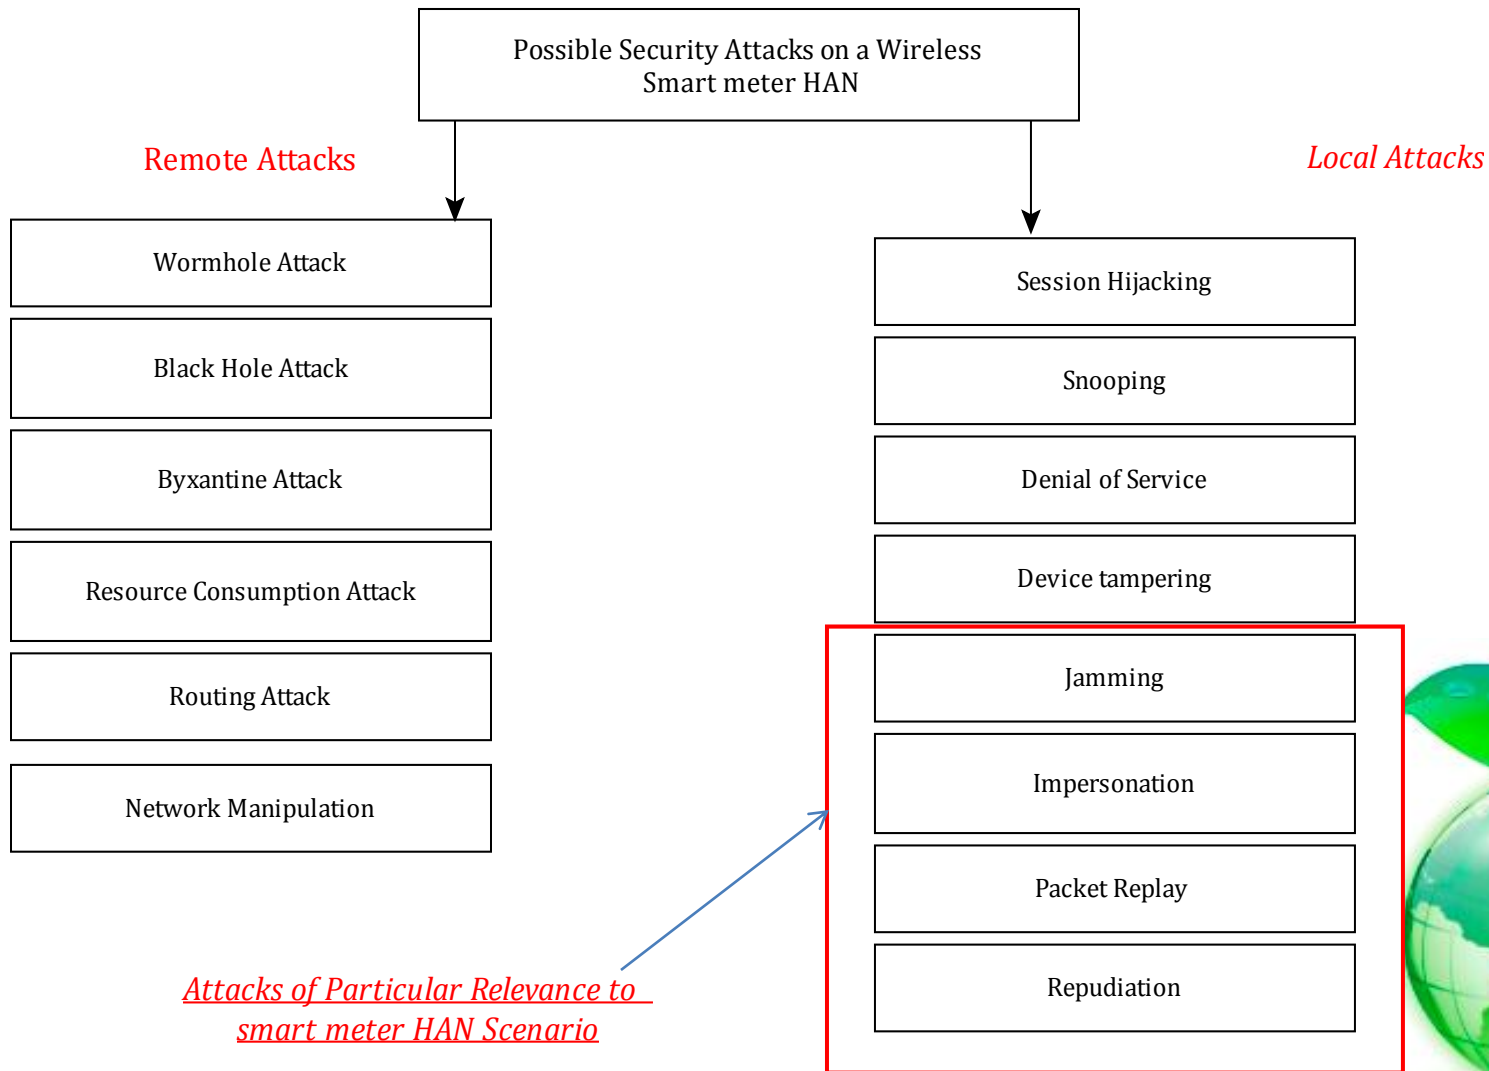 Possible Security Attacks on a Wireless
Smart meter HAN
Remote Attacks
Local Attacks
Wormhole Attack
Black Hole Attack
Byxantine Attack
Resource Consumption Attack
Routing Attack
Network Manipulation
Session Hijacking
Snooping
Denial of Service
Device tampering
Jamming
Impersonation
Packet Replay
Repudiation
Attacks of Particular Relevance to
smart meter HAN Scenario